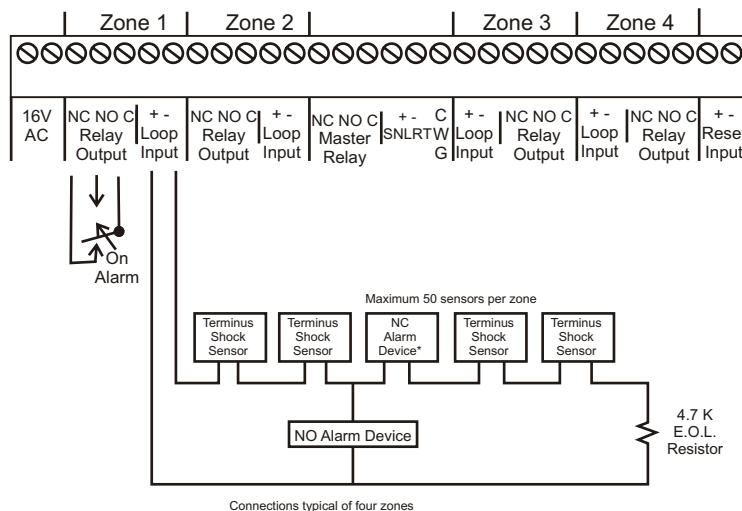 Zone 1 Zone 2 Zone 3 Zone 4
16V
AC
NC NO C
Relay
Output
+ -
Loop
Input
NC NO C
Relay
Output
+ -
Loop
Input
NC NO C
Master
Relay
+ -
SNLRT
C
W
G
+ -
Loop
Input
NC NO C
Relay
Output
+ -
Loop
Input
NC NO C
Relay
Output
+ -
Reset
Input
On
Alarm
Maximum 50 sensors per zone
Terminus
Shock
Sensor
Terminus
Shock
Sensor
NC
Alarm
Device*
Terminus
Shock
Sensor
Terminus
Shock
Sensor
NO Alarm Device
4.7 K
E.O.L.
Resistor
Connections typical of four zones